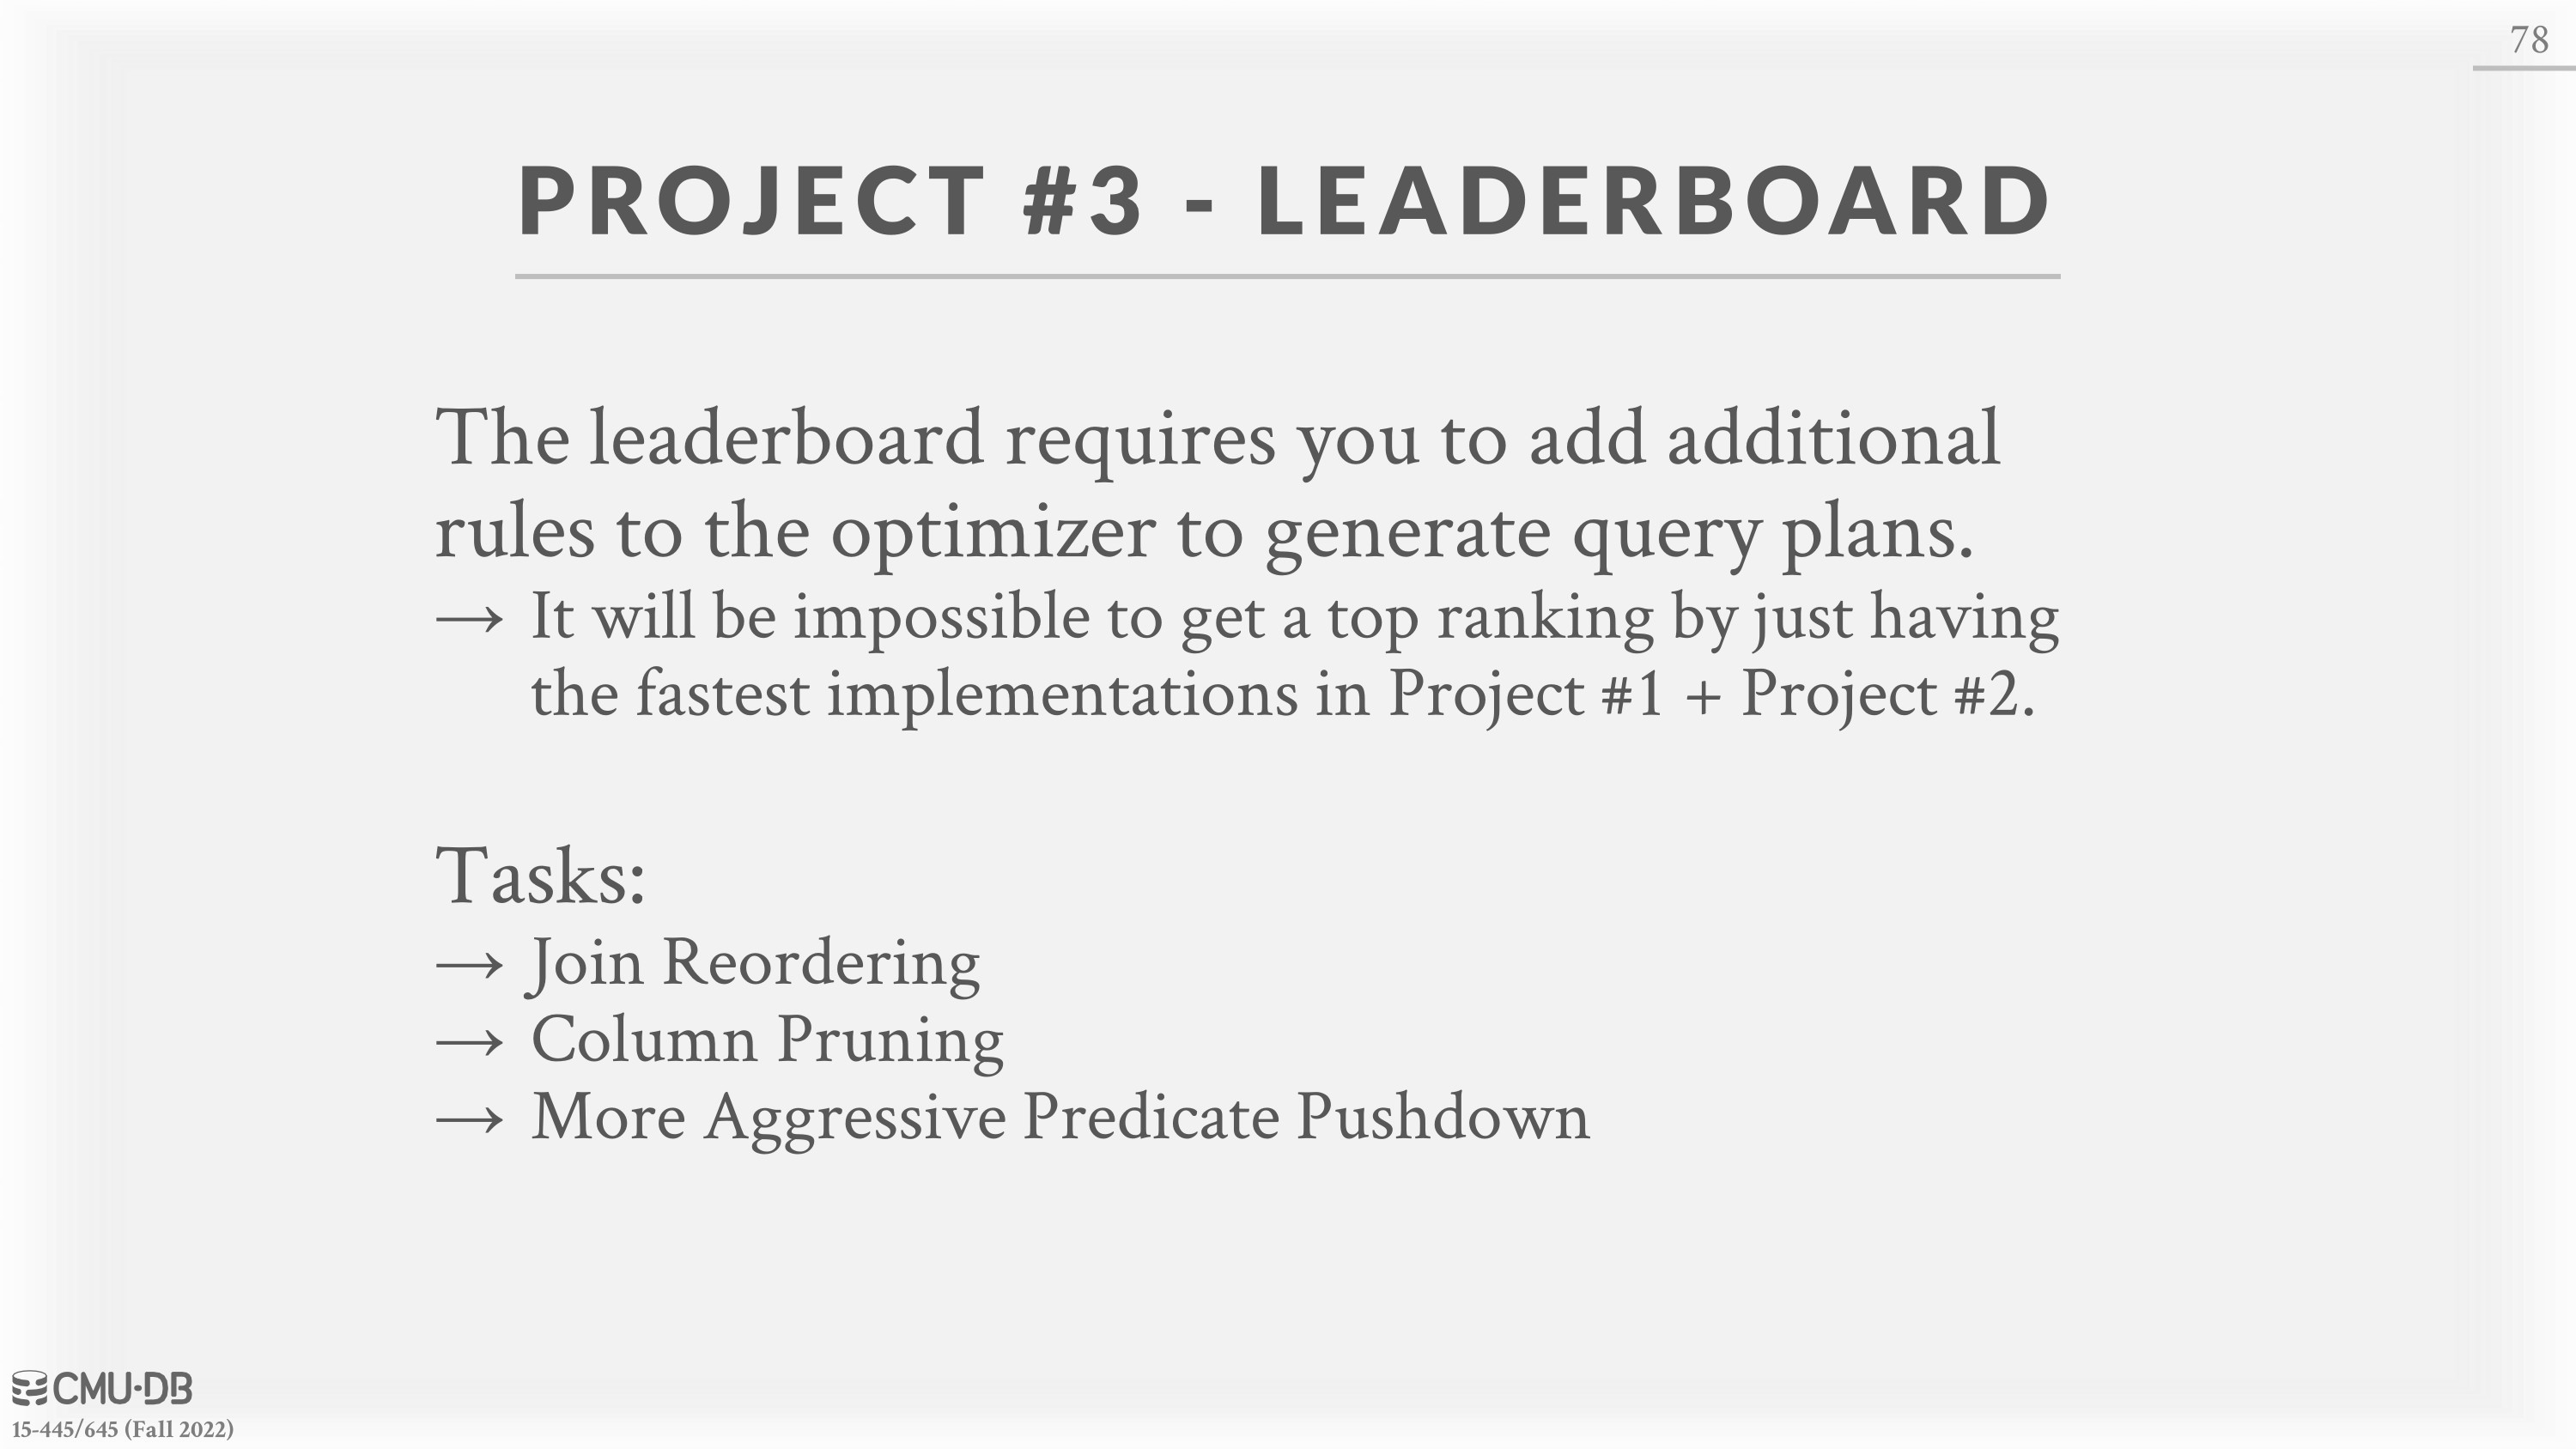 78
PROJECT #3 - LEADERBOARD
The leaderboard requires you to add additional
rules to the optimizer to generate query plans.
→ It will be impossible to get a top ranking by just having
the fastest implementations in Project #1 + Project #2.
Tasks:
→ Join Reordering
→ Column Pruning
→ More Aggressive Predicate Pushdown
CMU·DB
15-445/645 (Fall 2022)